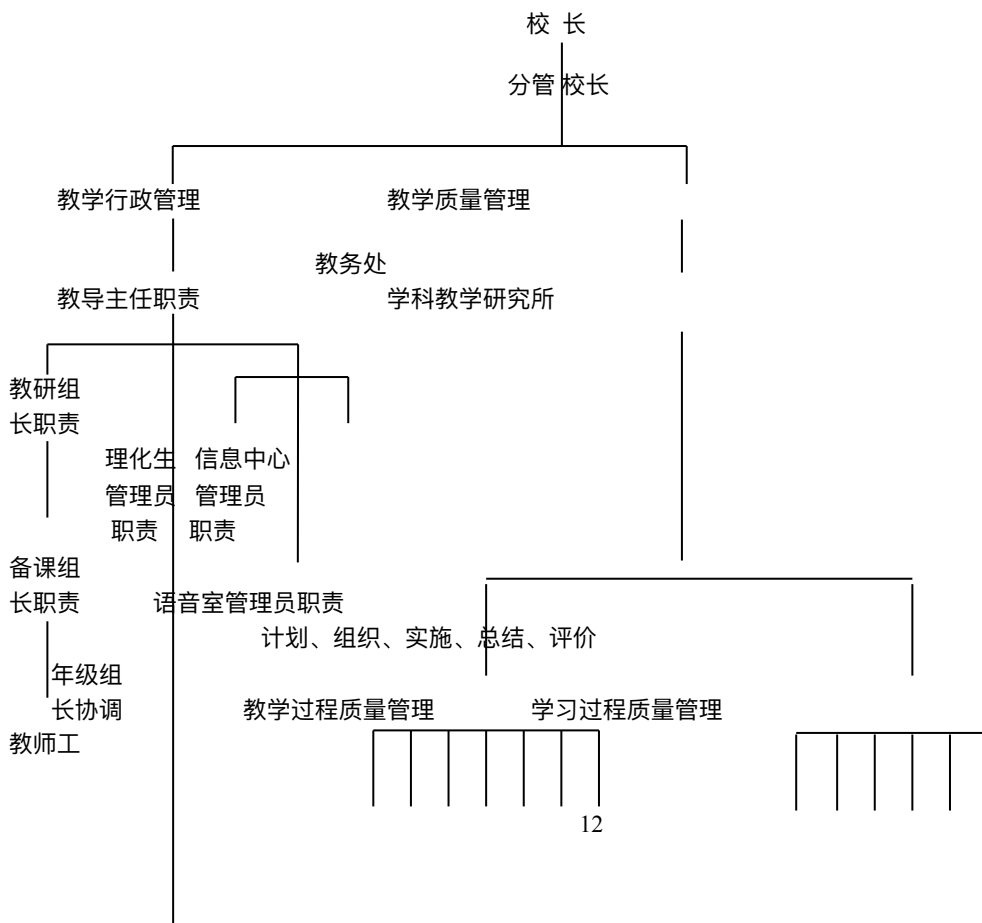 校 长
分管 校长
教学行政管理 教学质量管理
教务处
教导主任职责 学科教学研究所
教研组
长职责
理化生 信息中心
管理员 管理员
职责 职责
备课组
长职责 语音室管理员职责
计划、组织、实施、总结、评价
年级组
长协调 教学过程质量管理 学习过程质量管理
教师工
12